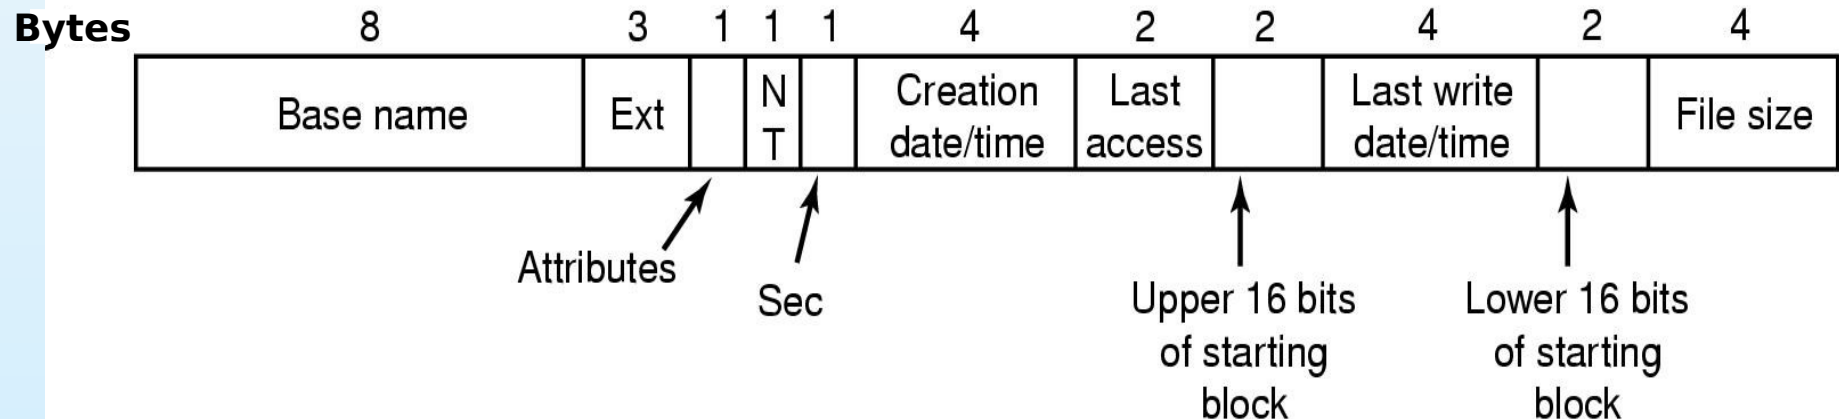 Bytes 8 3 1 1 1 4 2 2 4 2 4
Base name
Ext
N
T
Creation
date/time
Last
access
Last write
date/time
File size
Attributes
Sec
Upper 16 bits
of starting
block
Lower 16 bits
of starting
block